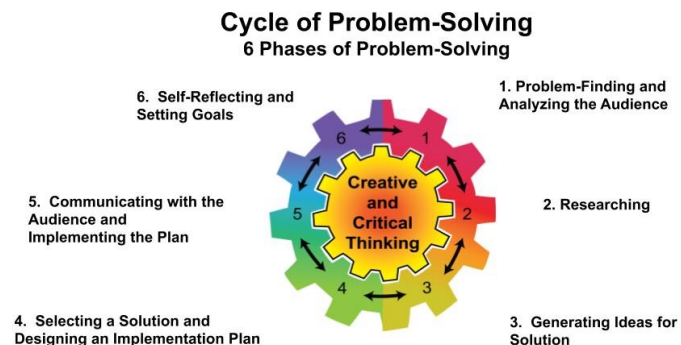 Cycle of Problem-Solving
6 Phases of Problem-Solving
1. Problem-Finding and
Analyzing the Audience
2. Researching
3. Generating Ideas for
Solution
4. Selecting a Solution and
Designing an Implementation Plan
5. Communicating with the
Audience and
Implementing the Plan
6. Self-Reflecting and
Setting Goals
1
2
3
4
5
6
Creative
and
Critical
Thinking